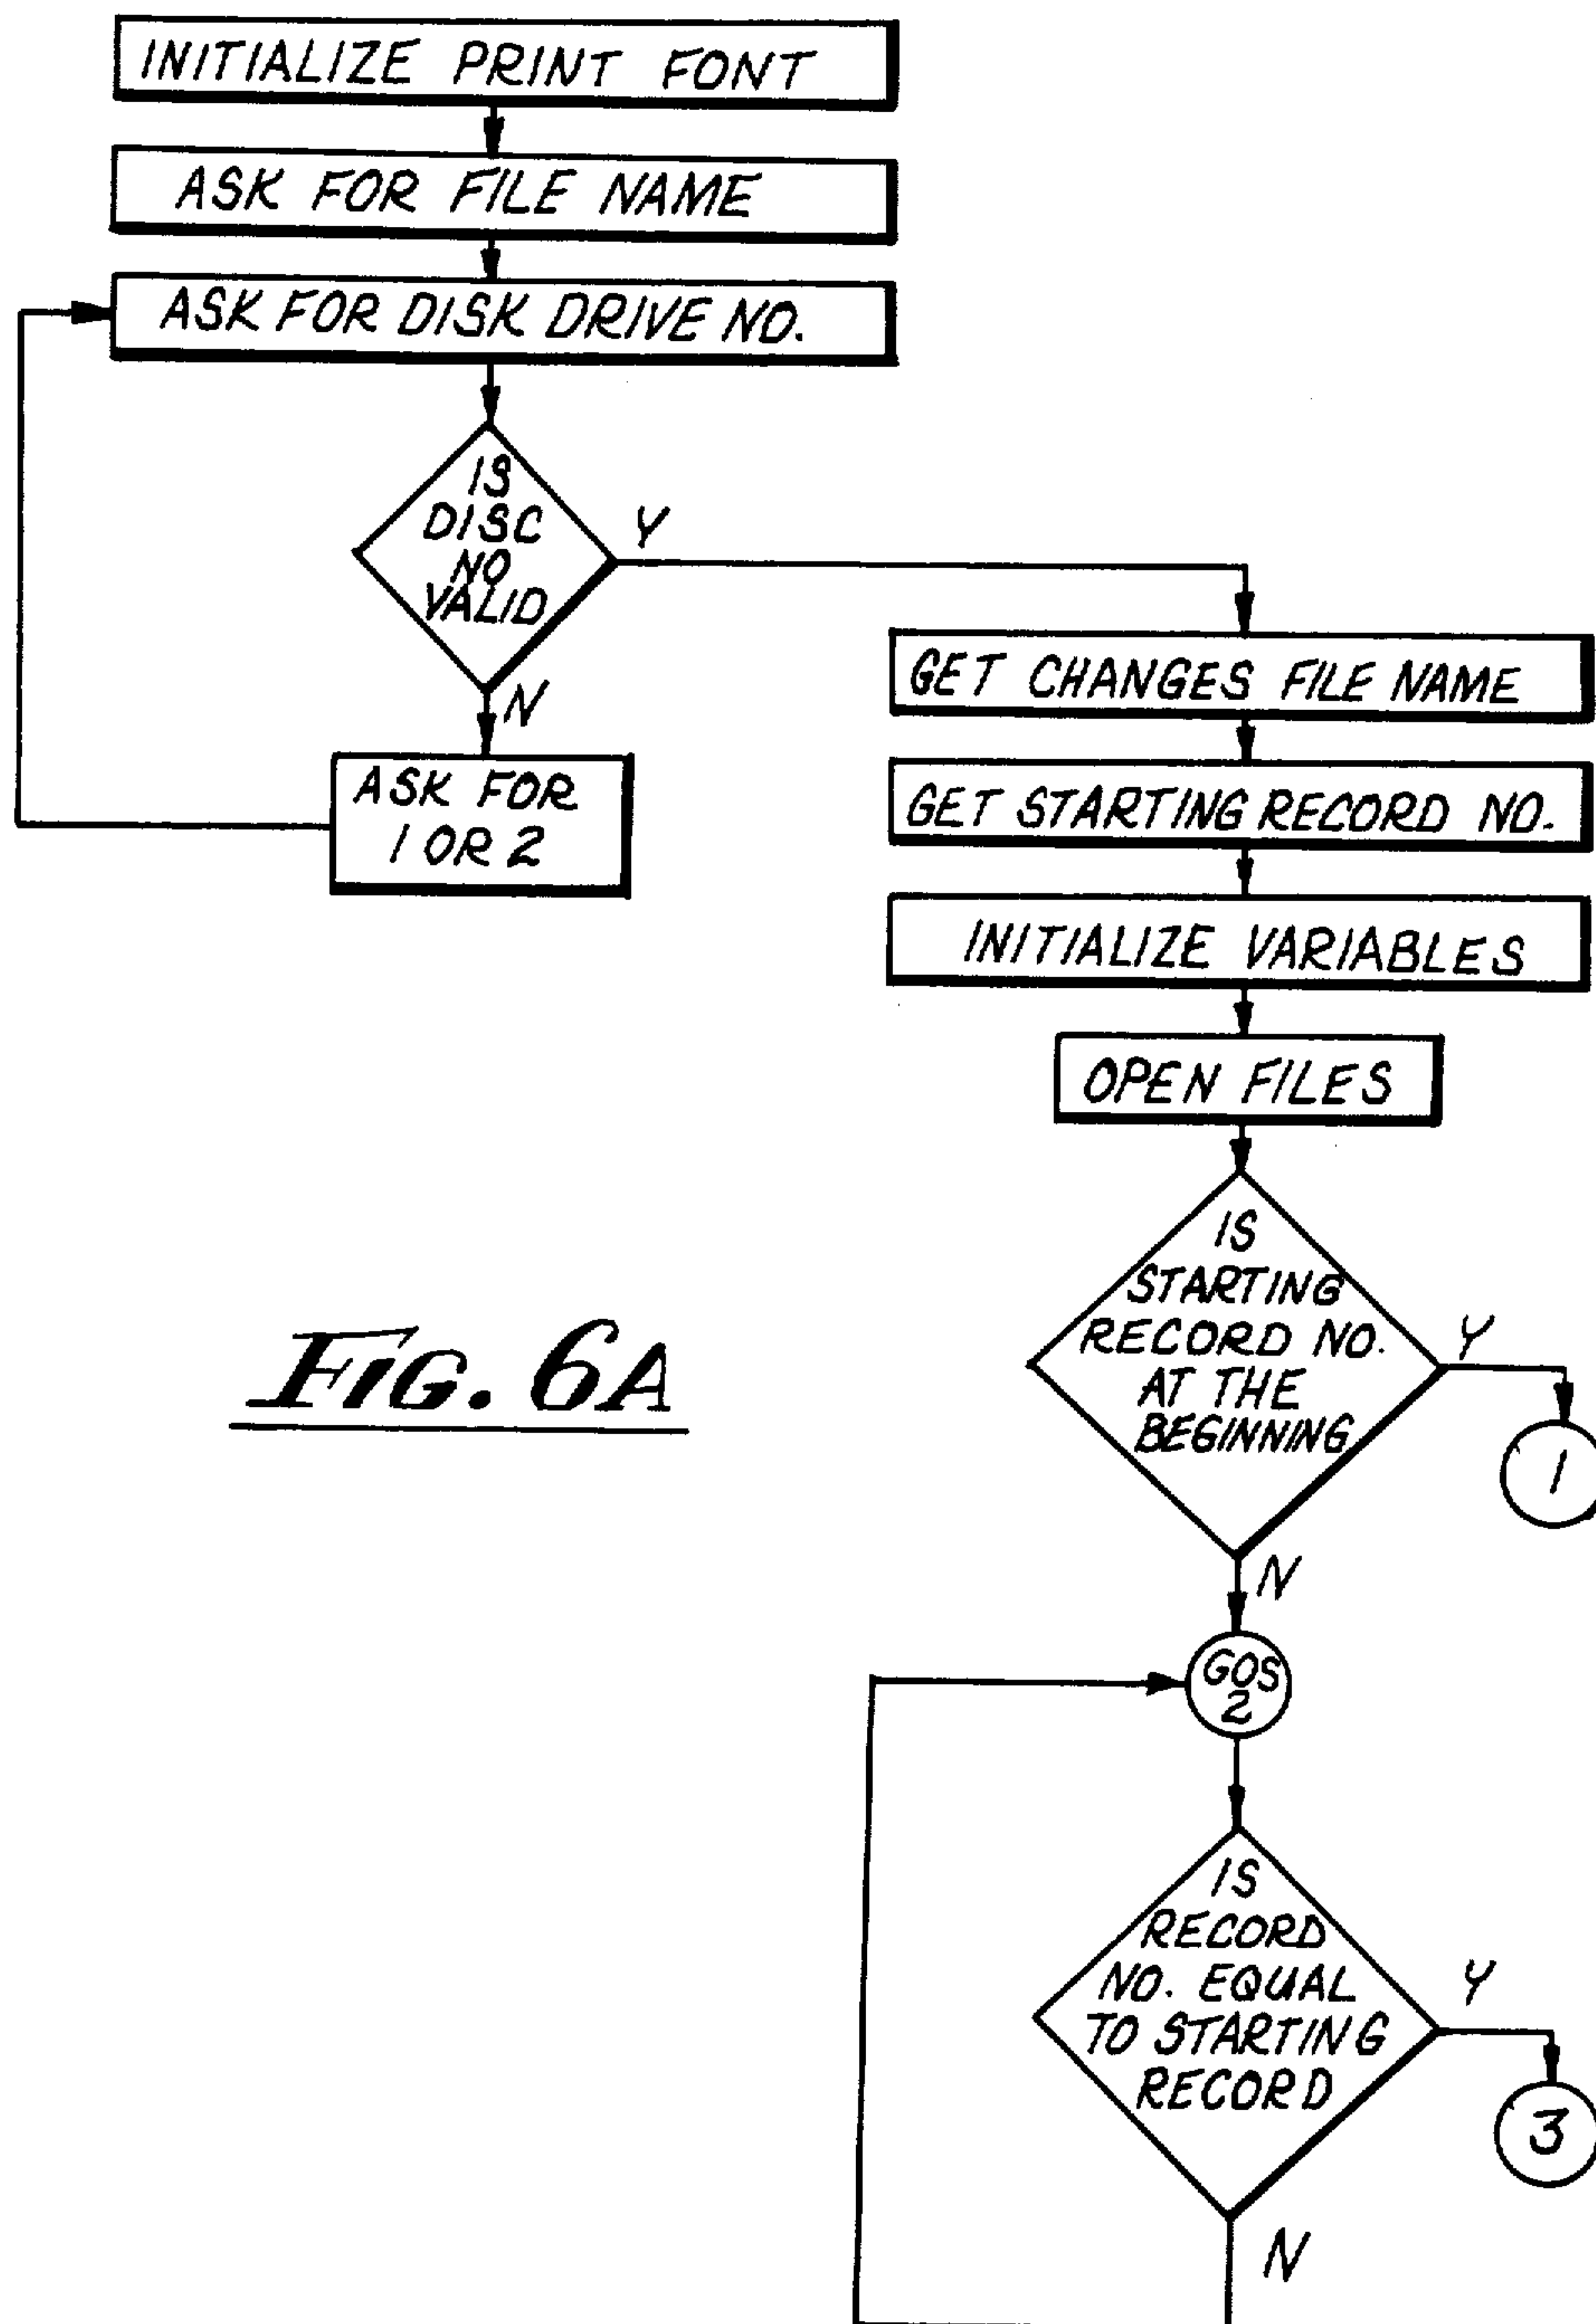 INITIALIZE PRINT FONT
ASK FOR FILE NAME
ASK FOR DISK DRIVE NO.
IS
DISC
NO
VALID
Y
N
ASK FOR
1 OR 2
GET CHANGES FILE NAME
GET STARTING RECORD NO.
INITIALIZE VARIABLES
OPEN FILES
IS
STARTING
RECORD NO.
AT THE
BEGINNING
Y
1
N
GOS
2
IS
RECORD
NO. EQUAL
TO STARTING
RECORD
Y
3
N
FIG. 6A